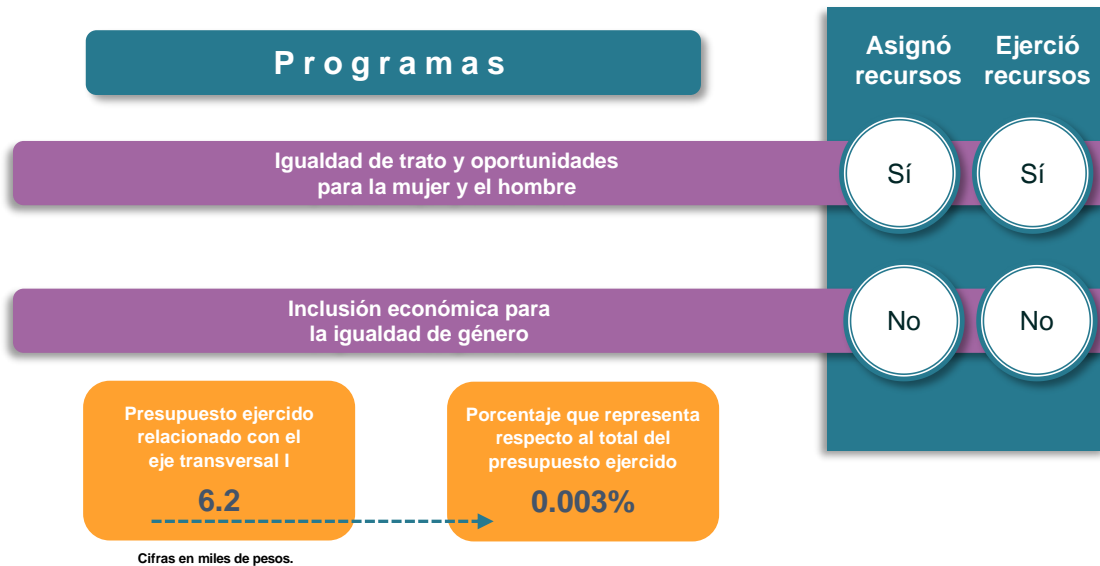 Programas
Asignó
recursos
Ejerció
recursos
Igualdad de trato y oportunidades
para la mujer y el hombre
Sí
Sí
Inclusión económica para
la igualdad de género
No
No
Presupuesto ejercido
relacionado con el
eje transversal I
6.2
Porcentaje que representa
respecto al total del
presupuesto ejercido
0.003%
Cifras en miles de pesos.